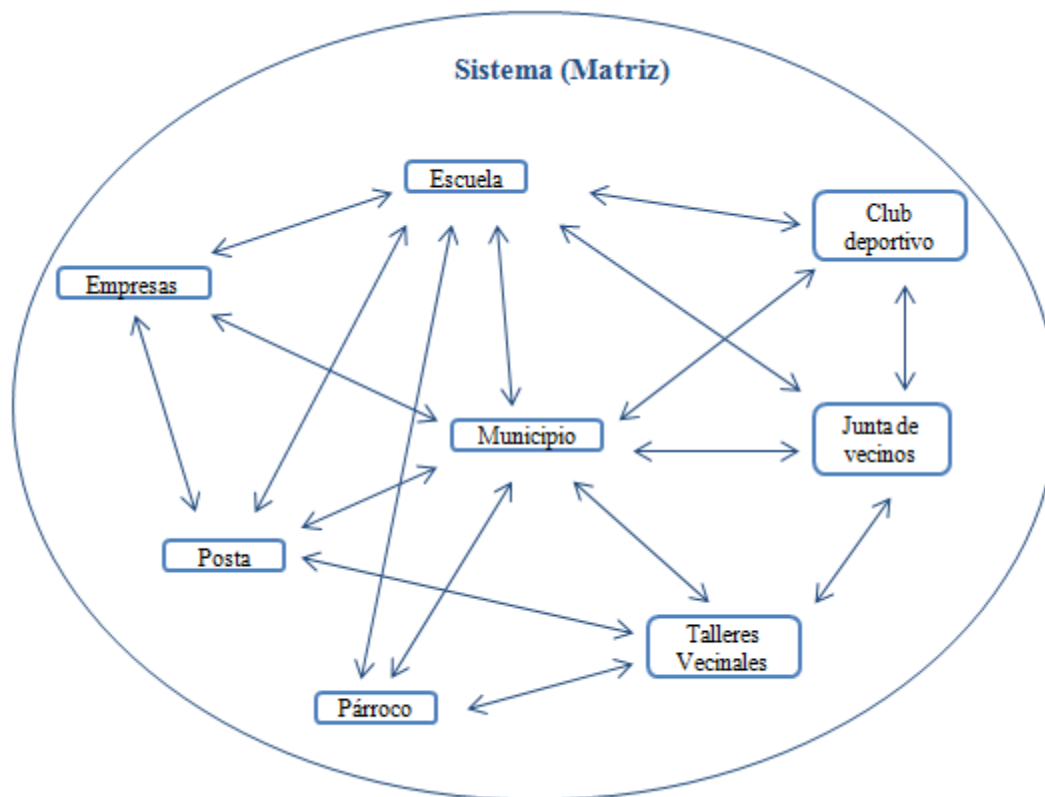 Sistema (Matriz)
Escuela
Club
deportivo
Empresas
Municipio
Junta de
vecinos
Posta
Talleres
Vecinales
Párroco